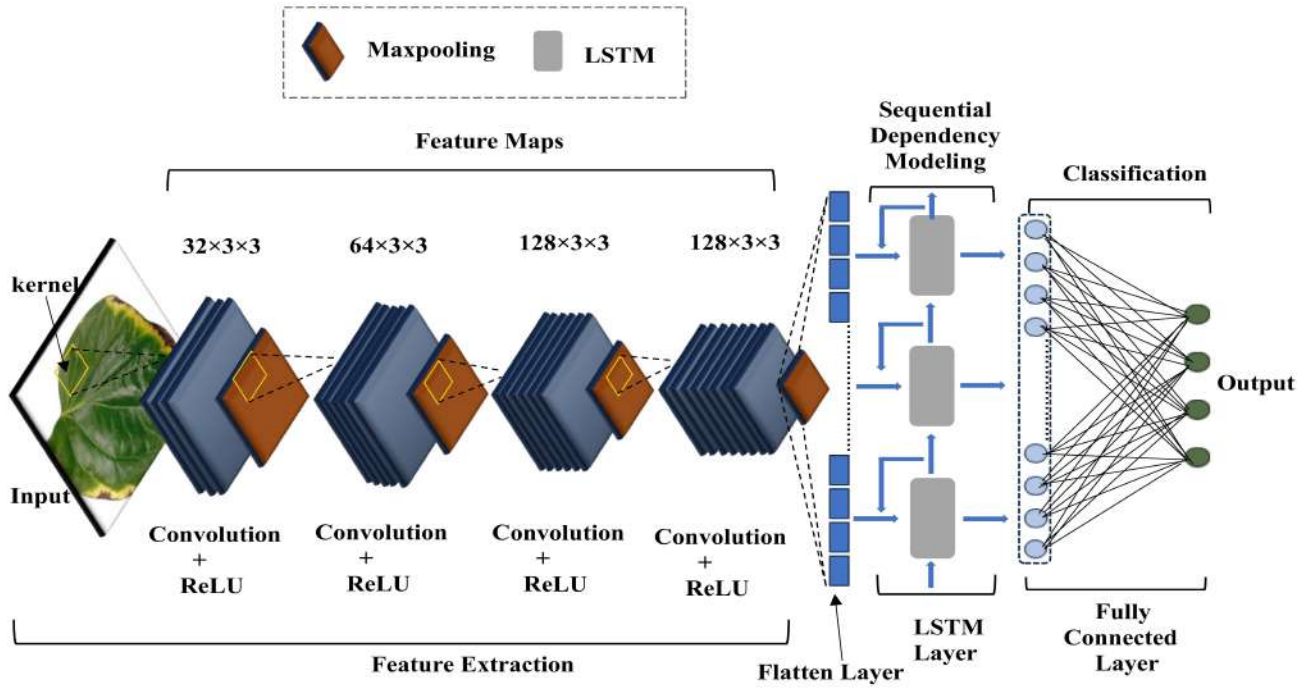 Maxpooling
LSTM
Feature Maps
Sequential
Dependency
Modeling
Classification
32×3×3
64×3×3
128×3×3
128×3×3
kernel
Input
Output
Convolution
+
ReLU
Convolution
+
ReLU
Convolution
+
ReLU
Convolution
+
ReLU
Feature Extraction
Flatten Layer
LSTM
Layer
Fully
Connected
Layer